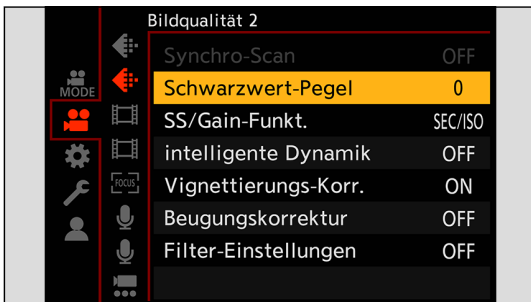 Bildqualität 2
Synchro-Scan OFF
MODE
Schwarzwert-Pegel 0
SS/Gain-Funkt. SEC/ISO
intelligente Dynamik OFF
FOCUS
Vignettierungs-Korr. ON
Beugungskorrektur OFF
Filter-Einstellungen OFF